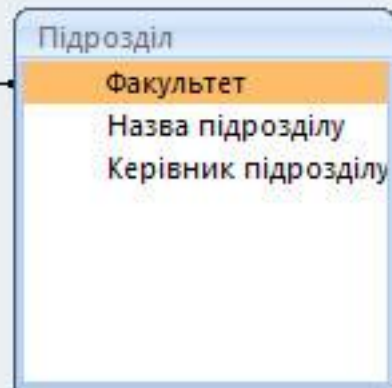 Підрозділ
Факультет
Назва підрозділу
Керівник підрозділу